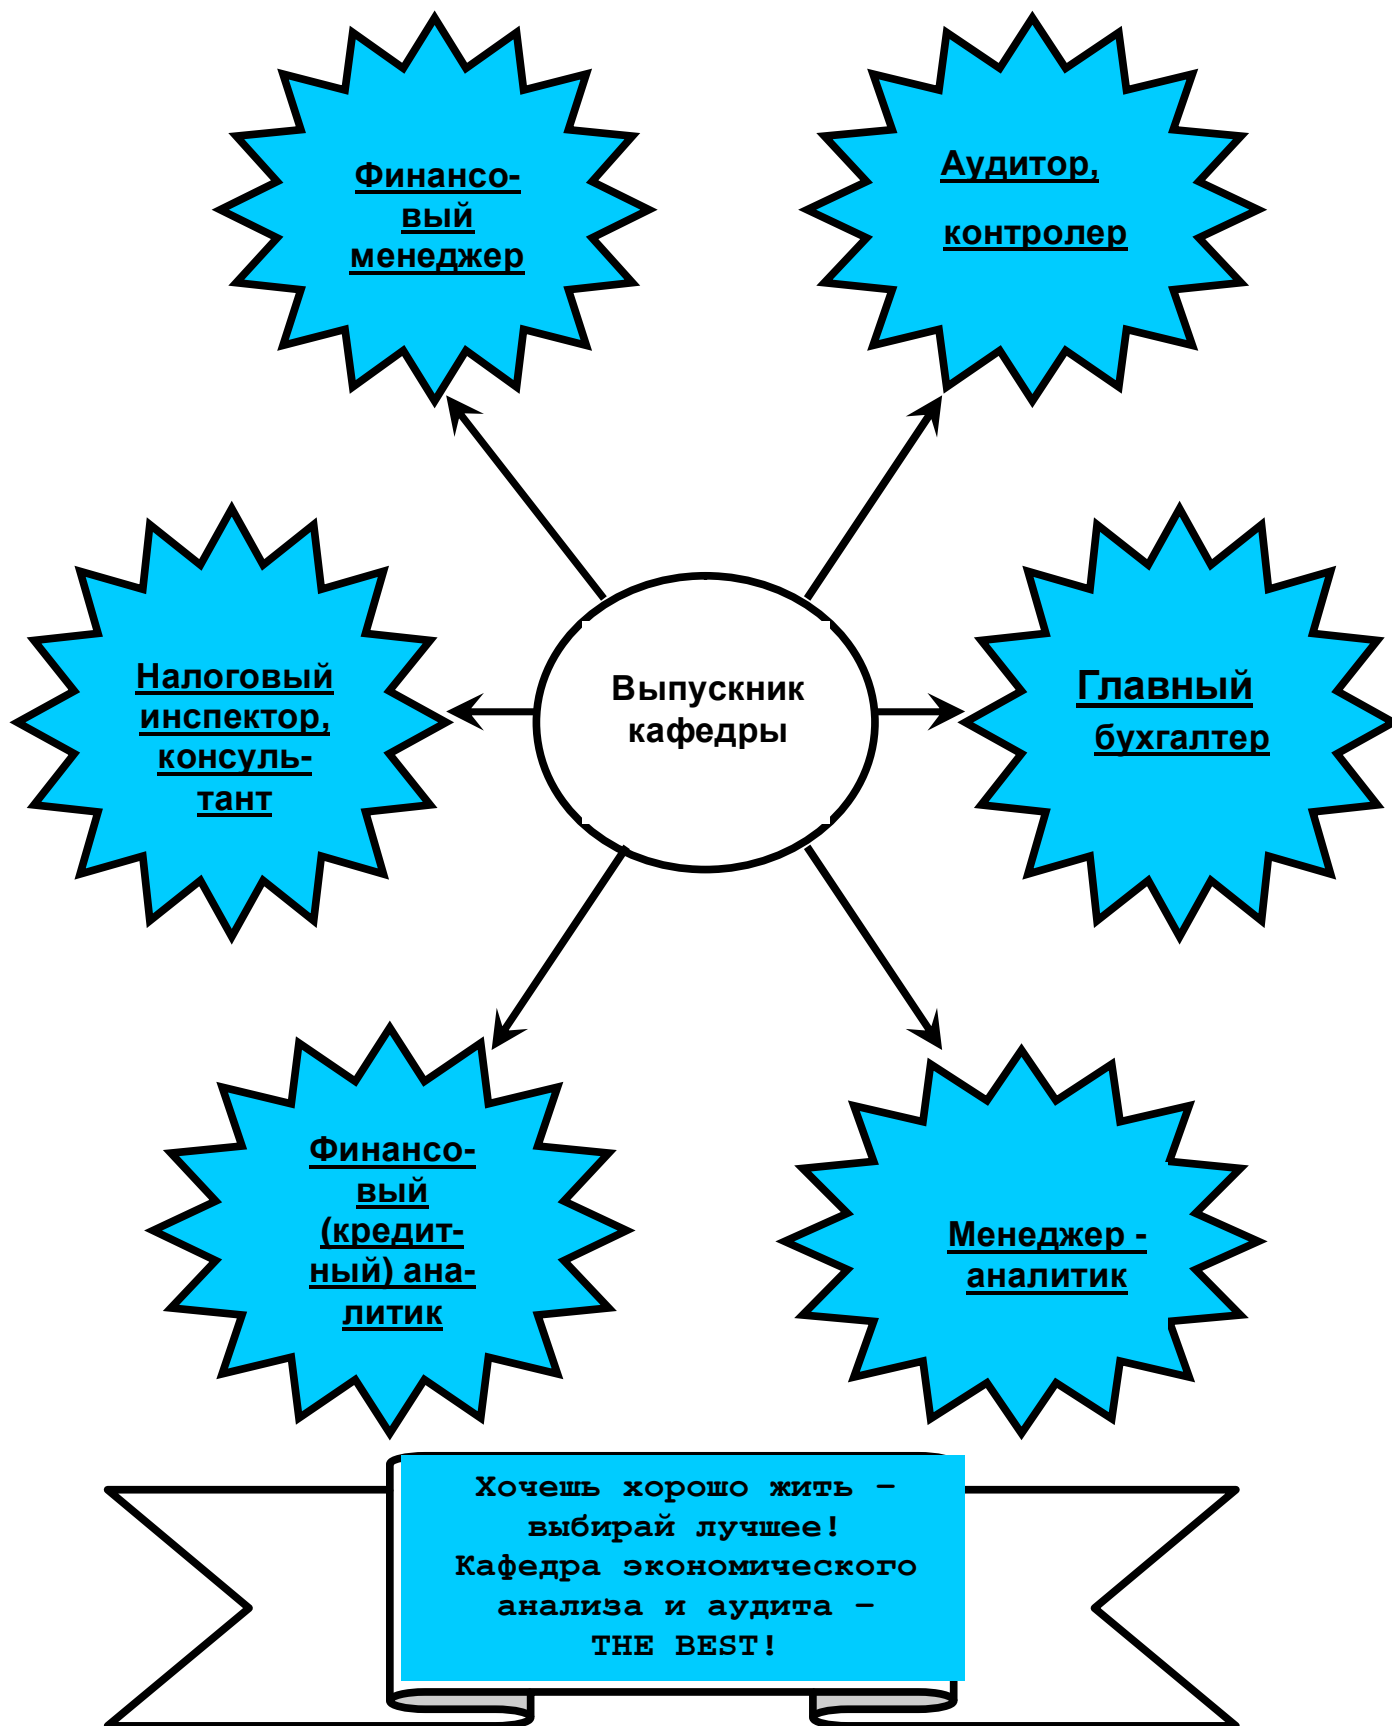 Финансо-
вый
менеджер
Аудитор,
контролер
Налоговый
инспектор,
консуль-
тант
Выпускник
кафедры
Главный
бухгалтер
Финансо-
вый
(кредит-
ный) ана-
литик
Менеджер -
аналитик
Хочешь хорошо жить –
выбирай лучшее!
Кафедра экономического
анализа и аудита –
THE BEST!